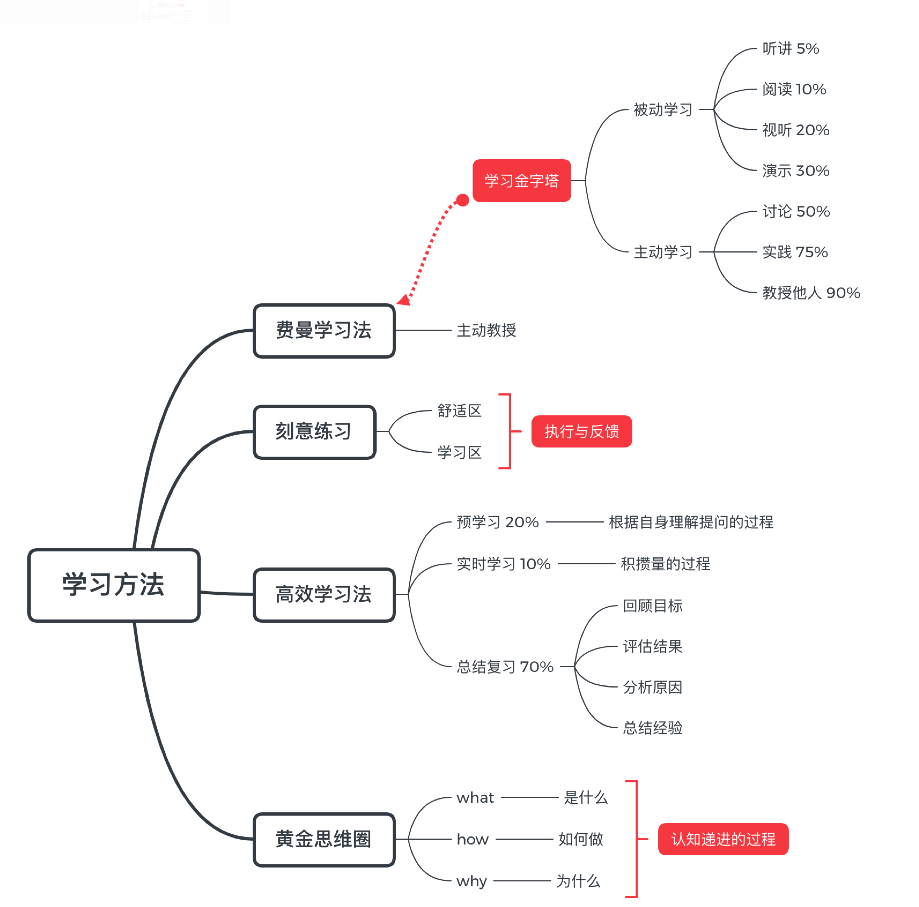 听讲 5%
阅读 10%
被动学习
视听 20%
演示 30%
学习金字塔
讨论 50%
主动学习
实践 75%
教授他人 90%
费曼学习法
主动教授
刻意练习
舒适区
学习区
执行与反馈
学习方法
高效学习法
预学习 20%
根据自身理解提问的过程
实时学习 10%
积攒量的过程
总结复习 70%
回顾目标
评估结果
分析原因
总结经验
黄金思维圈
what
是什么
how
如何做
why
为什么
认知递进的过程